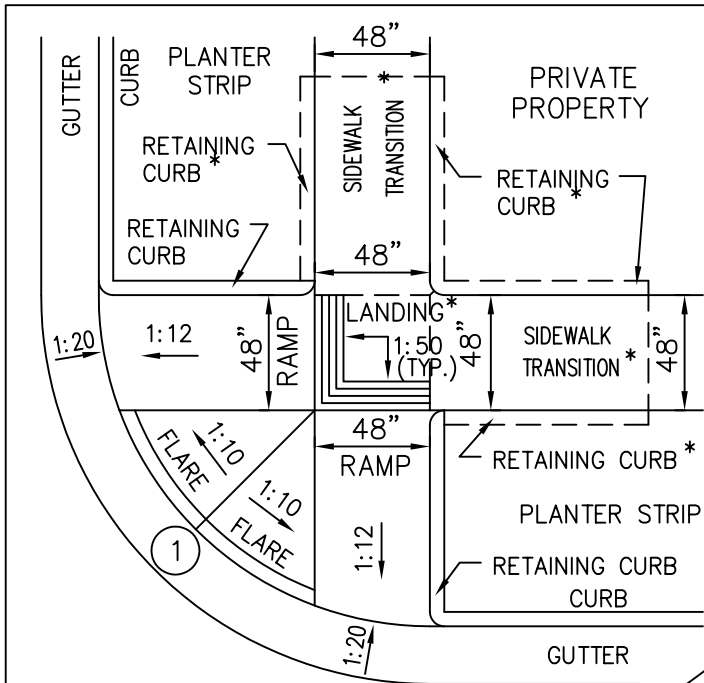 48"
GUTTER
CURB
PLANTER
STRIP
*
SIDEWALK
TRANSITION
PRIVATE
PROPERTY
RETAINING
CURB *
RETAINING
CURB *
RETAINING
CURB
48"
1:20
1:12
48"
RAMP
LANDING*
1:50
(TYP.)
48"
SIDEWALK
TRANSITION *
48"
1:10
FLARE
1:10
FLARE
48"
RAMP
RETAINING CURB *
PLANTER STRIP
1
1:12
RETAINING CURB
CURB
1:20
GUTTER